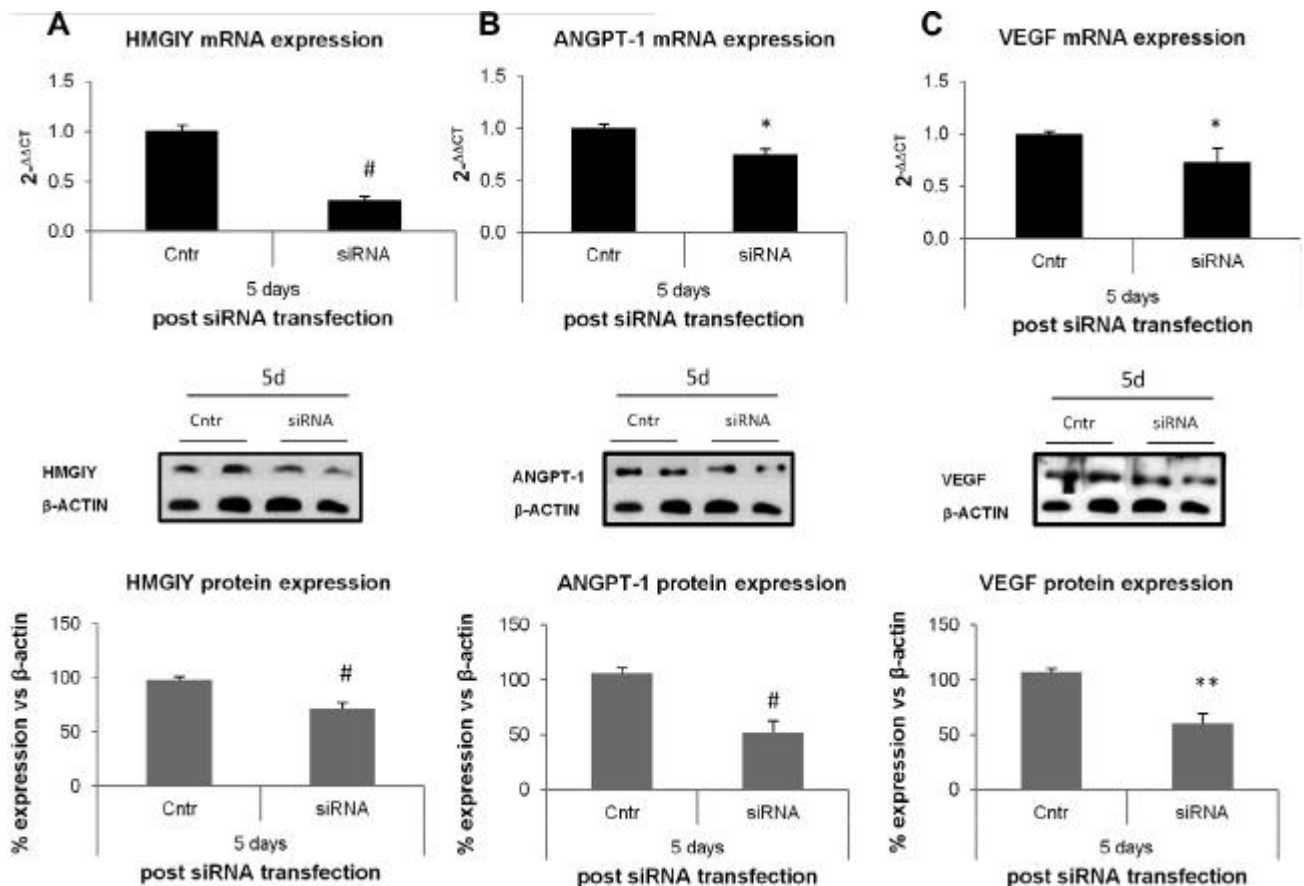 A
HMGIY mRNA expression
1.5
1.0
0.5
0.0
2-ΔΔCT
#
Cntr siRNA
5 days
post siRNA transfection
B
ANGPT-1 mRNA expression
1.5
1.0
0.5
0.0
2-ΔΔCT
*
Cntr siRNA
5 days
post siRNA transfection
C
VEGF mRNA expression
1.5
1.0
0.5
0.0
2-ΔΔCT
*
Cntr siRNA
5 days
post siRNA transfection
5d
Cntr siRNA
HMGIY
β-ACTIN
5d
Cntr siRNA
ANGPT-1
β-ACTIN
5d
Cntr siRNA
VEGF
β-ACTIN
HMGIY protein expression
150
100
50
0
% expression vs β-actin
#
Cntr siRNA
5 days
post siRNA transfection
ANGPT-1 protein expression
150
100
50
0
% expression vs β-actin
#
Cntr siRNA
5 days
post siRNA transfection
VEGF protein expression
150
100
50
0
% expression vs β-actin
**
Cntr siRNA
5 days
post siRNA transfection